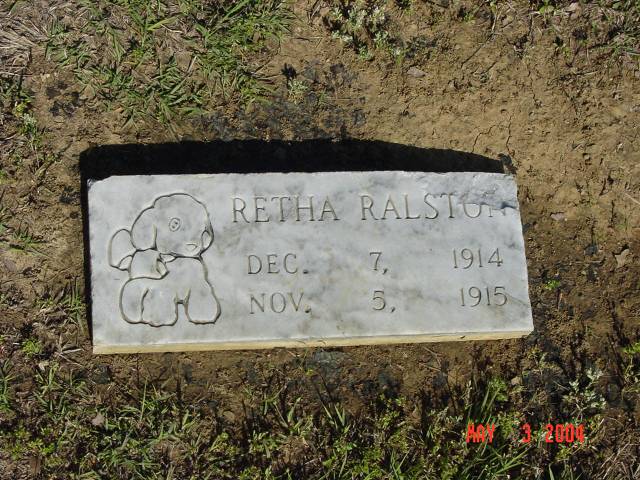 RETHA RALSTON
DEC. 7, 1914
NOV. 5, 1915
MAY 3 2004